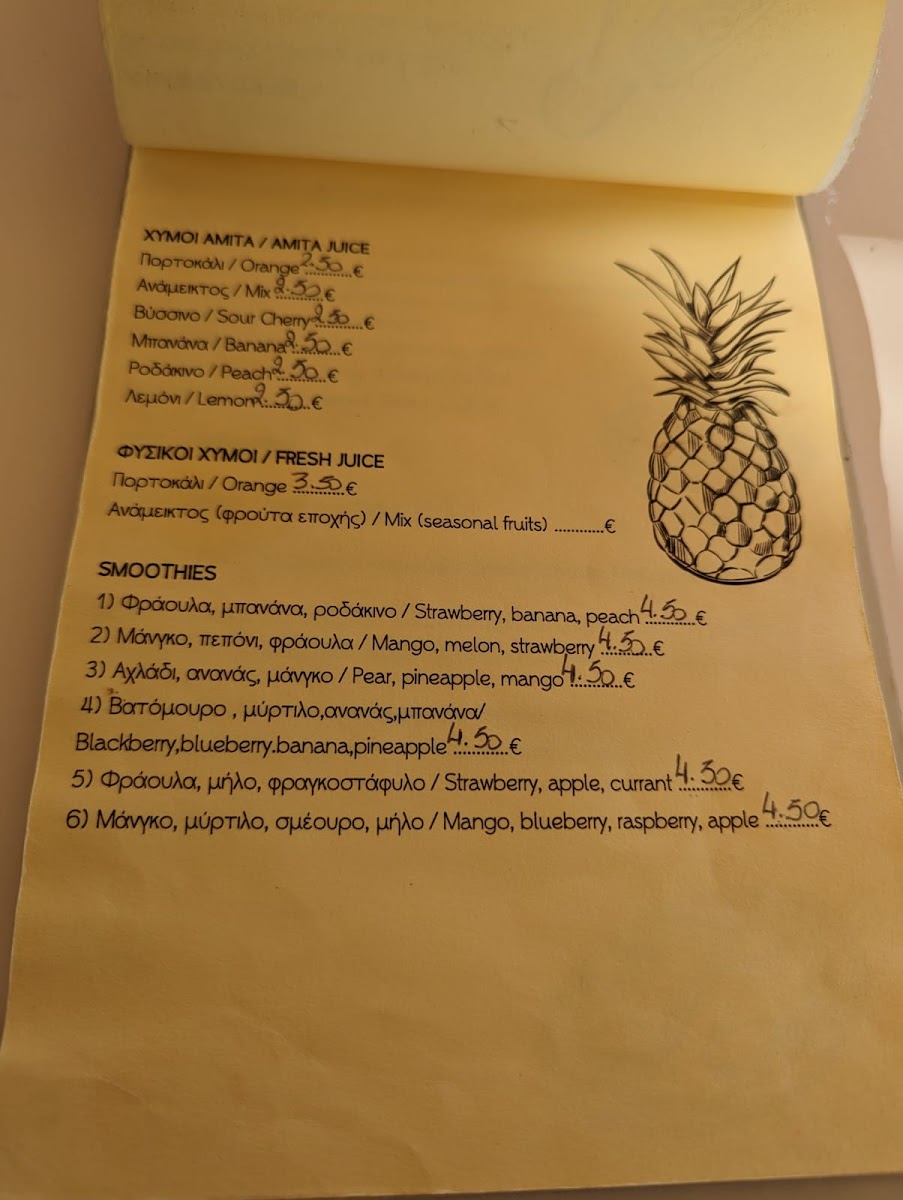 ΧΥΜΟΙ ΑΜΙΤΑ / AMITA JUICE
Πορτοκάλι / Orange 2.50 €
Ανάμεικτος / Mix 2.50 €
Βύσσινο / Sour Cherry 2.50 €
Μπανάνα / Banana 2.50 €
Ροδάκινο / Peach 2.50 €
Λεμόνι / Lemon 2.50 €
ΦΥΣΙΚΟΙ ΧΥΜΟΙ / FRESH JUICE
Πορτοκάλι / Orange 3.50 €
Ανάμεικτος (φρούτα εποχής) / Mix (seasonal fruits) ............€
SMOOTHIES
1) Φράουλα, μπανάνα, ροδάκινο / Strawberry, banana, peach 4.50 €
2) Μάνγκο, πεπόνι, φράουλα / Mango, melon, strawberry 4.50 €
3) Αχλάδι, ανανάς, μάνγκο / Pear, pineapple, mango 4.50 €
4) Βατόμουρο , μύρτιλο,ανανάς,μπανάνα/
Blackberry,blueberry.banana,pineapple 4.50 €
5) Φράουλα, μήλο, φραγκοστάφυλο / Strawberry, apple, currant 4.50 €
6) Μάνγκο, μύρτιλο, σμέουρο, μήλο / Mango, blueberry, raspberry, apple 4.50 €